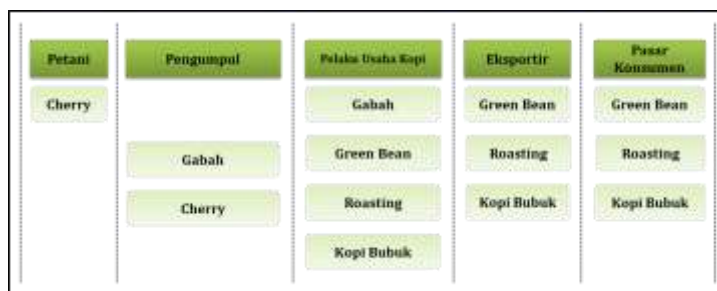 Petani
Pengumpul
Pelaku Usaha Kopi
Eksportir
Pasar
Konsumen
Cherry
Gabah
Cherry
Gabah
Green Bean
Roasting
Kopi Bubuk
Green Bean
Roasting
Kopi Bubuk
Green Bean
Roasting
Kopi Bubuk